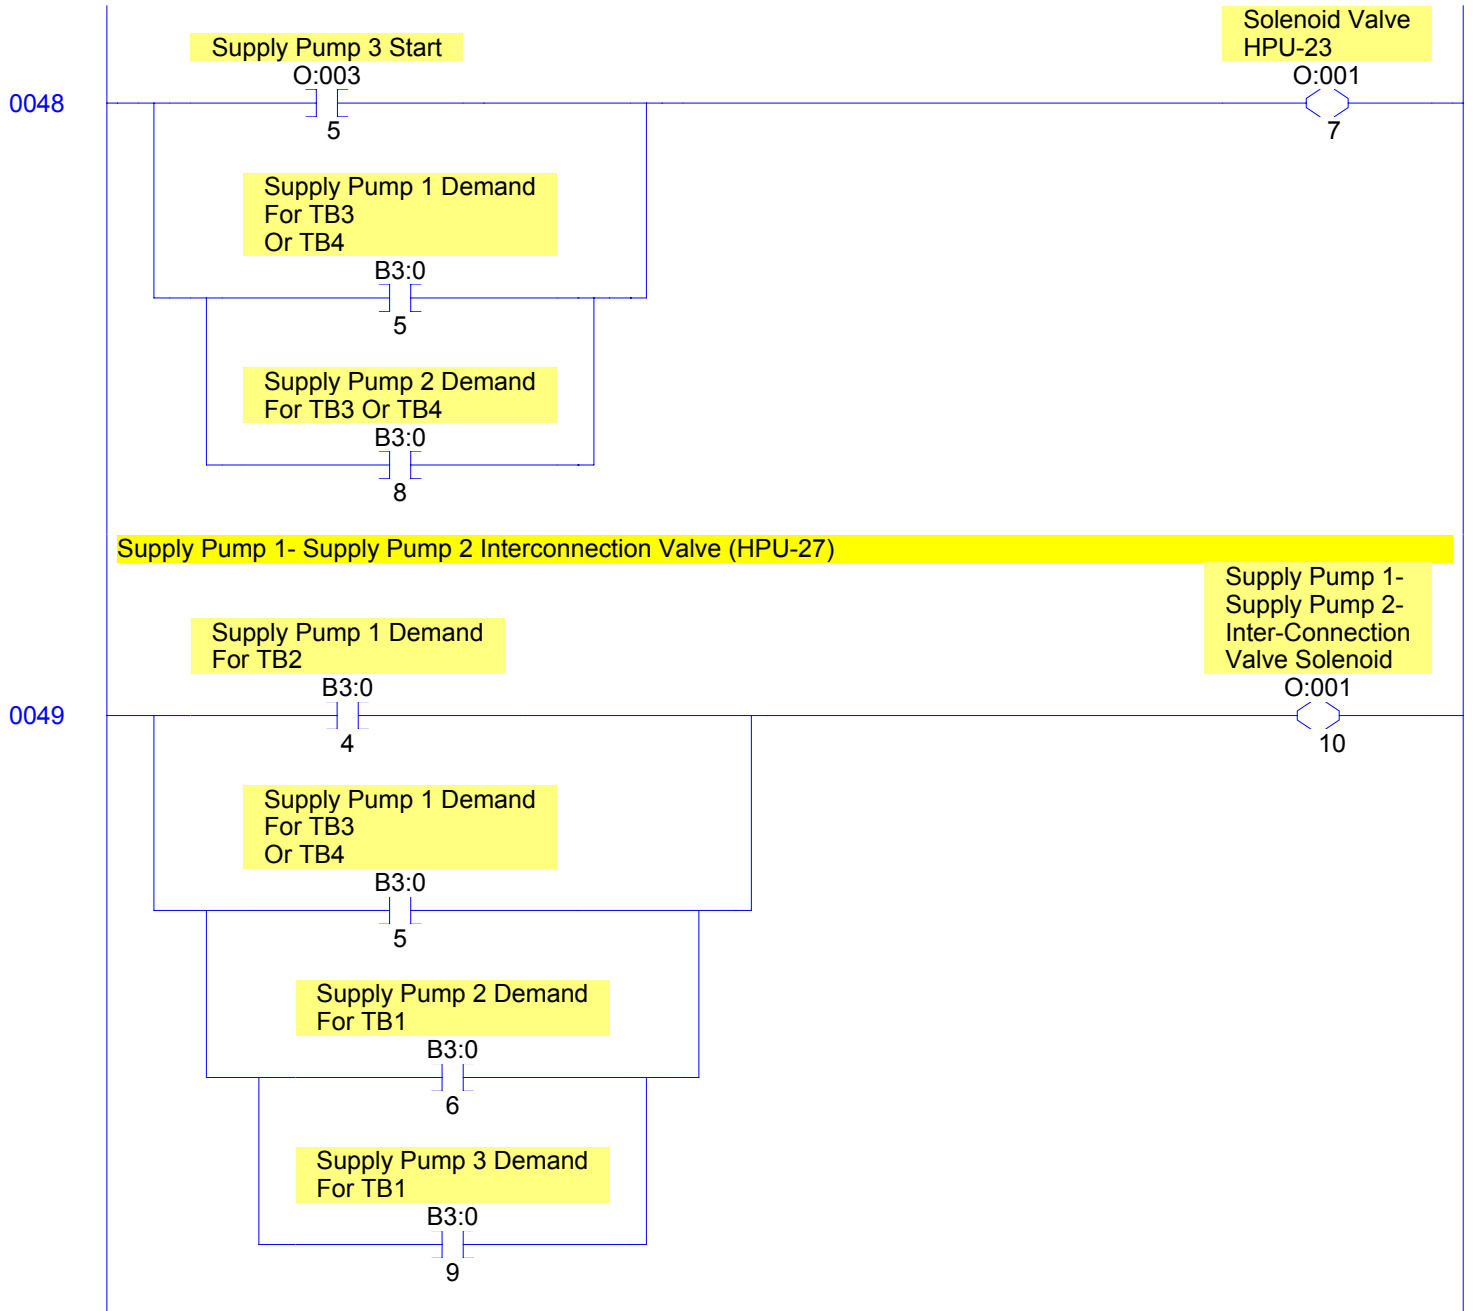 Supply Pump 3 Start
O:003
5
Solenoid Valve
HPU-23
O:001
7
0048
Supply Pump 1 Demand
For TB3
Or TB4
B3:0
5
Supply Pump 2 Demand
For TB3 Or TB4
B3:0
8
Supply Pump 1- Supply Pump 2 Interconnection Valve (HPU-27)
Supply Pump 1-
Supply Pump 2-
Inter-Connection
Valve Solenoid
O:001
10
Supply Pump 1 Demand
For TB2
B3:0
4
0049
Supply Pump 1 Demand
For TB3
Or TB4
B3:0
5
Supply Pump 2 Demand
For TB1
B3:0
6
Supply Pump 3 Demand
For TB1
B3:0
9